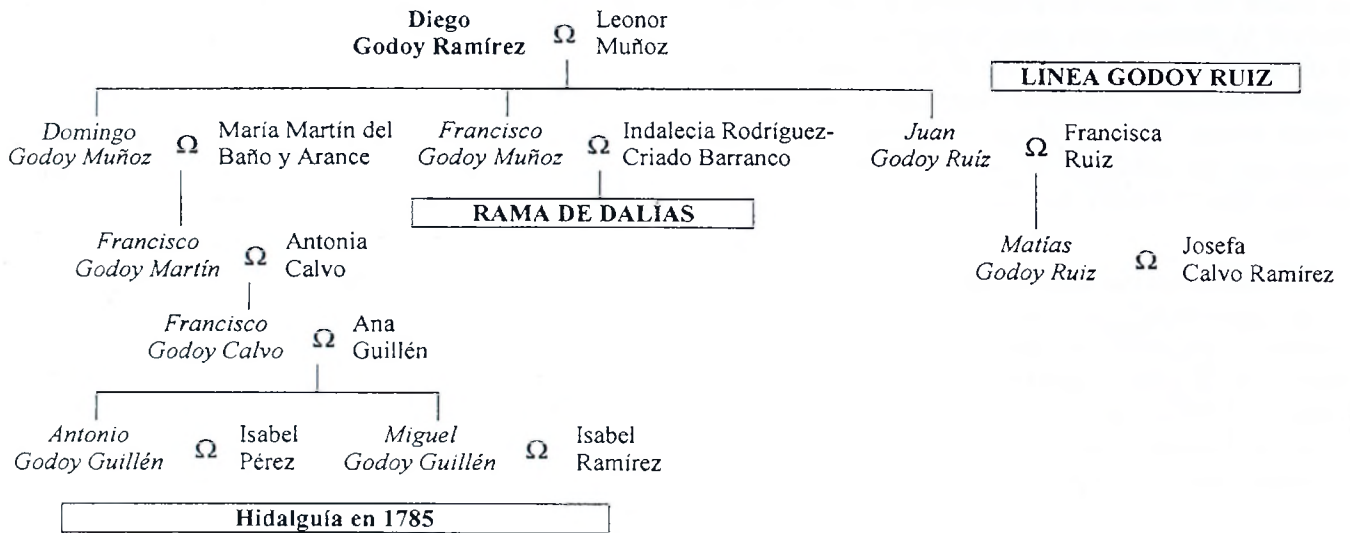 Diego
Godoy Ramírez Ω Leonor
Muñoz
LINEA GODOY RUIZ
Domingo
Godoy Muñoz Ω María Martín del
Baño y Arance
Francisco
Godoy Muñoz Ω Indalecia Rodríguez-
Criado Barranco
Juan
Godoy Ruíz Ω Francisca
Ruiz
RAMA DE DALÍAS
Francisco
Godoy Martín Ω Antonia
Calvo
Matías
Godoy Ruiz Ω Josefa
Calvo Ramírez
Francisco
Godoy Calvo Ω Ana
Guillén
Antonio
Godoy Guillén Ω Isabel
Pérez
Miguel
Godoy Guillén Ω Isabel
Ramírez
Hidalguía en 1785